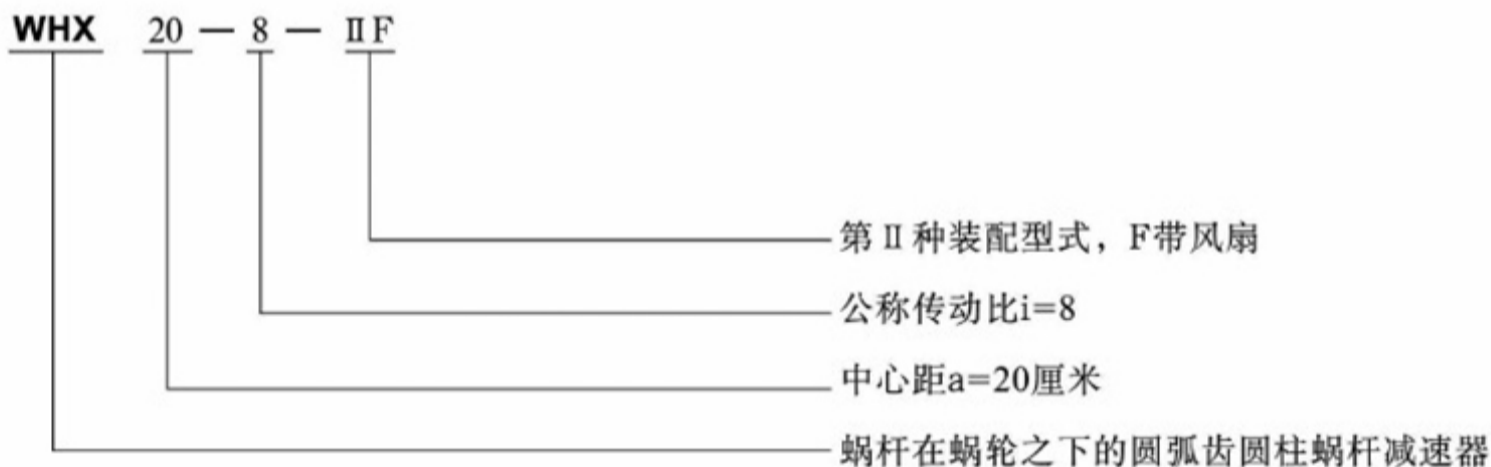 WHX 20 — 8 — ⅡF
第Ⅱ种装配型式，F带风扇
公称传动比i=8
中心距a=20厘米
蜗杆在蜗轮之下的圆弧齿圆柱蜗杆减速器